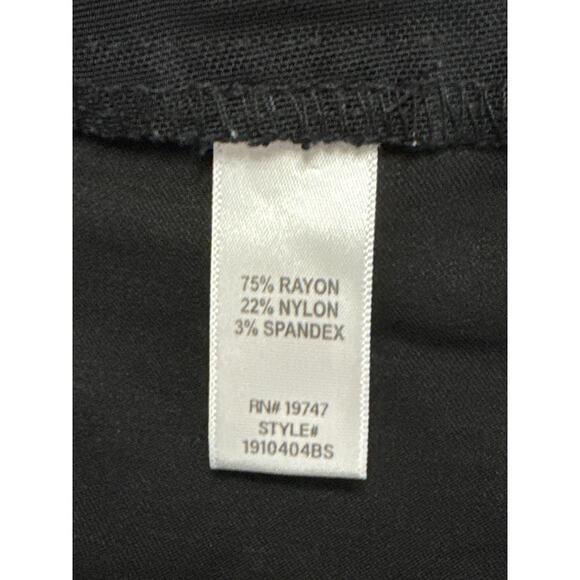 75% RAYON
22% NYLON
3% SPANDEX
RN# 19747
STYLE#
1910404BS